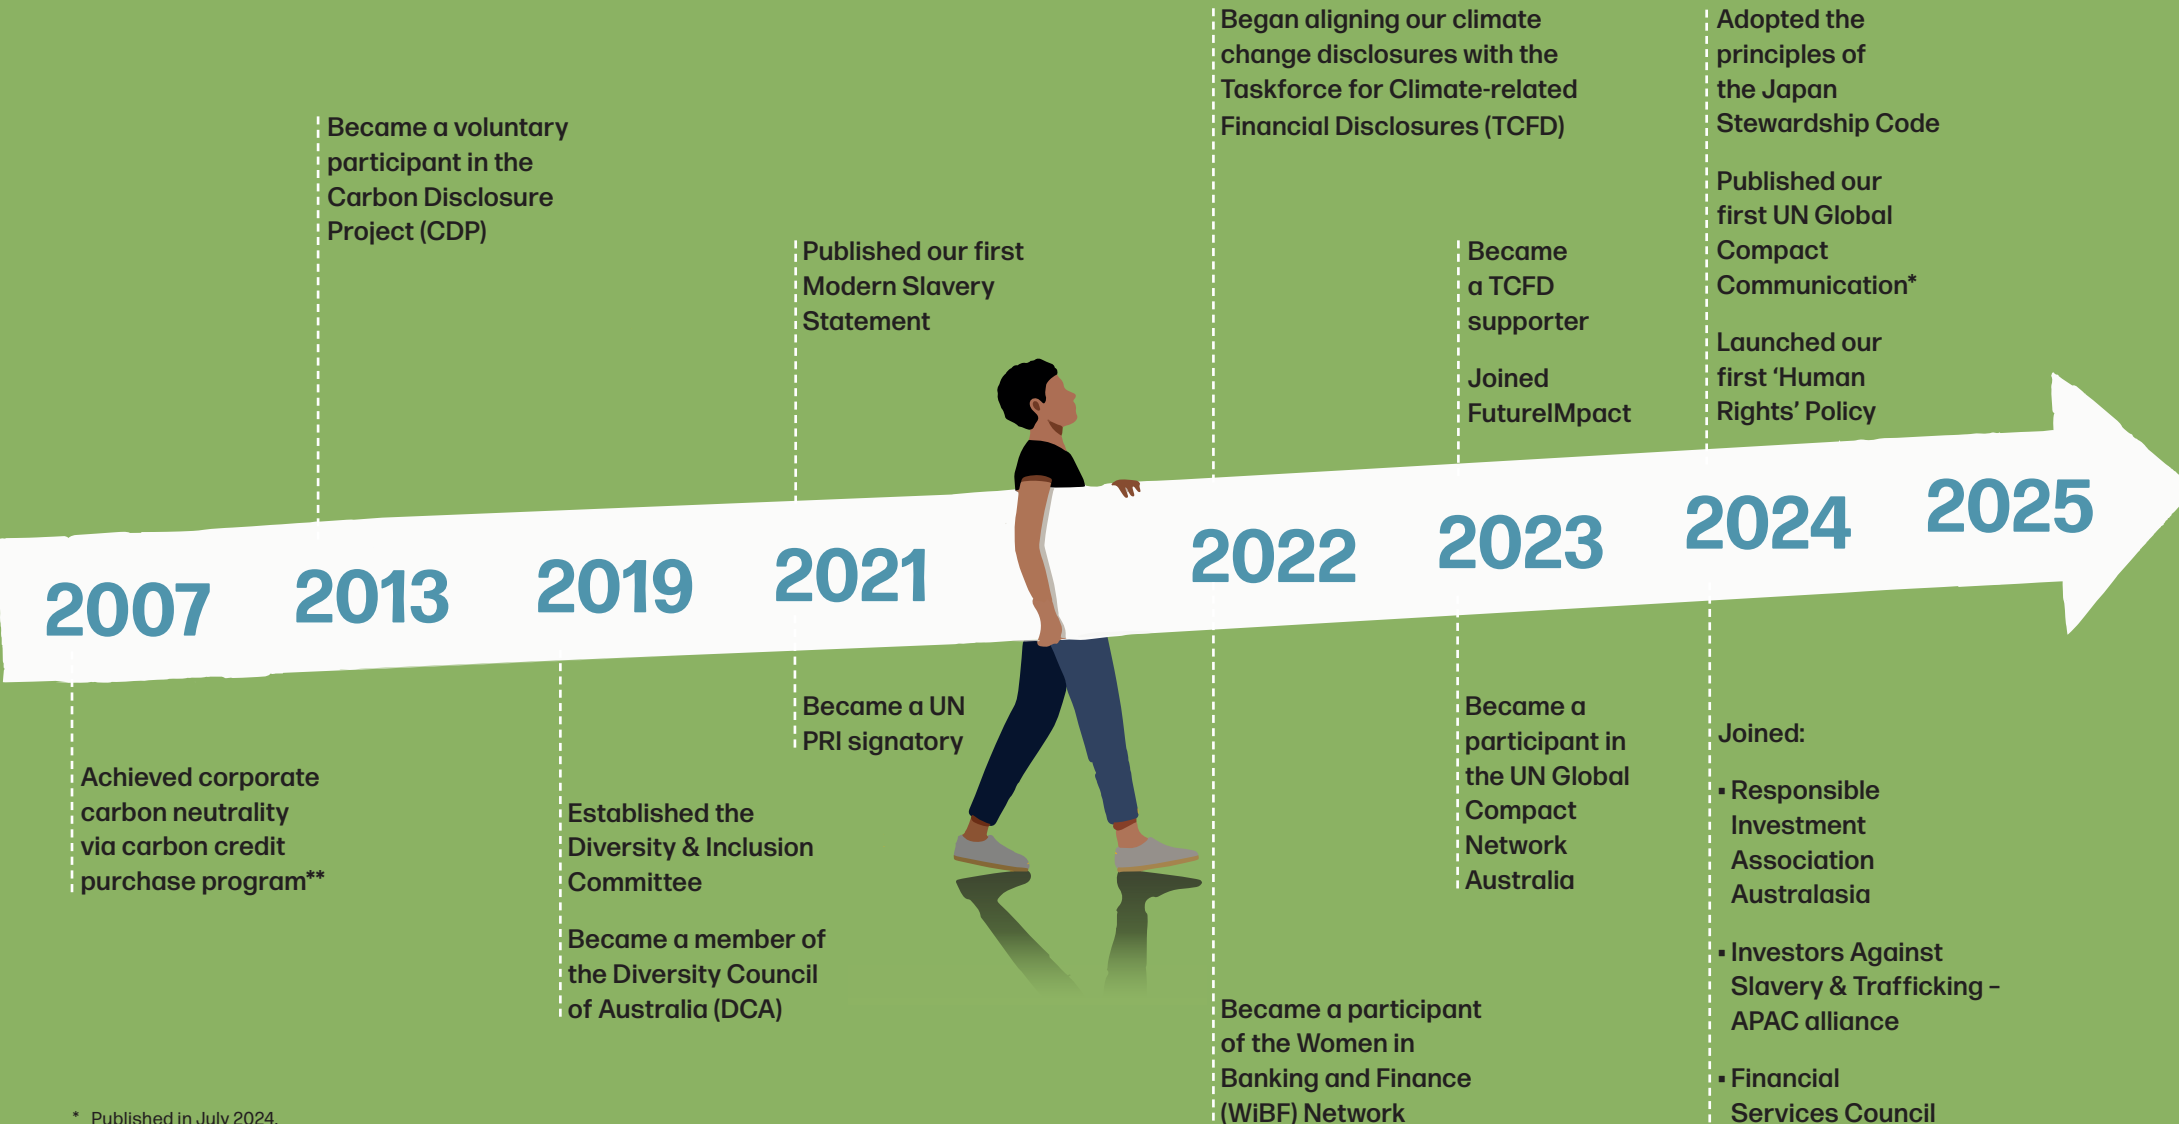 Became a voluntary
participant in the
Carbon Disclosure
Project (CDP)
Published our first
Modern Slavery
Statement
Began aligning our climate
change disclosures with the
Taskforce for Climate-related
Financial Disclosures (TCFD)
Became
a TCFD
supporter
Joined
FutureIMpact
Adopted the
principles of
the Japan
Stewardship Code
Published our
first UN Global
Compact
Communication*
Launched our
first ‘Human
Rights’ Policy
2007
2013
2019
2021
2022
2023
2024
2025
Achieved corporate
carbon neutrality
via carbon credit
purchase program**
Established the
Diversity & Inclusion
Committee
Became a member of
the Diversity Council
of Australia (DCA)
Became a UN
PRI signatory
Became a participant
of the Women in
Banking and Finance
(WiBF) Network
Became a
participant in
the UN Global
Compact
Network
Australia
Joined:
▪ Responsible
Investment
Association
Australasia
▪ Investors Against
Slavery & Trafficking –
APAC alliance
▪ Financial
Services Council
* Published in July 2024.